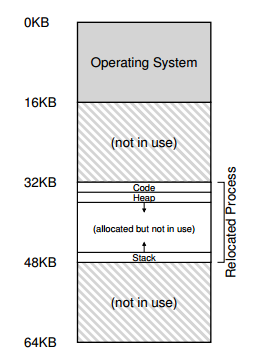 0KB
Operating System
16KB
(not in use)
32KB
Code
Heap
(allocated but not in use)
Stack
48KB
(not in use)
64KB
Relocated Process